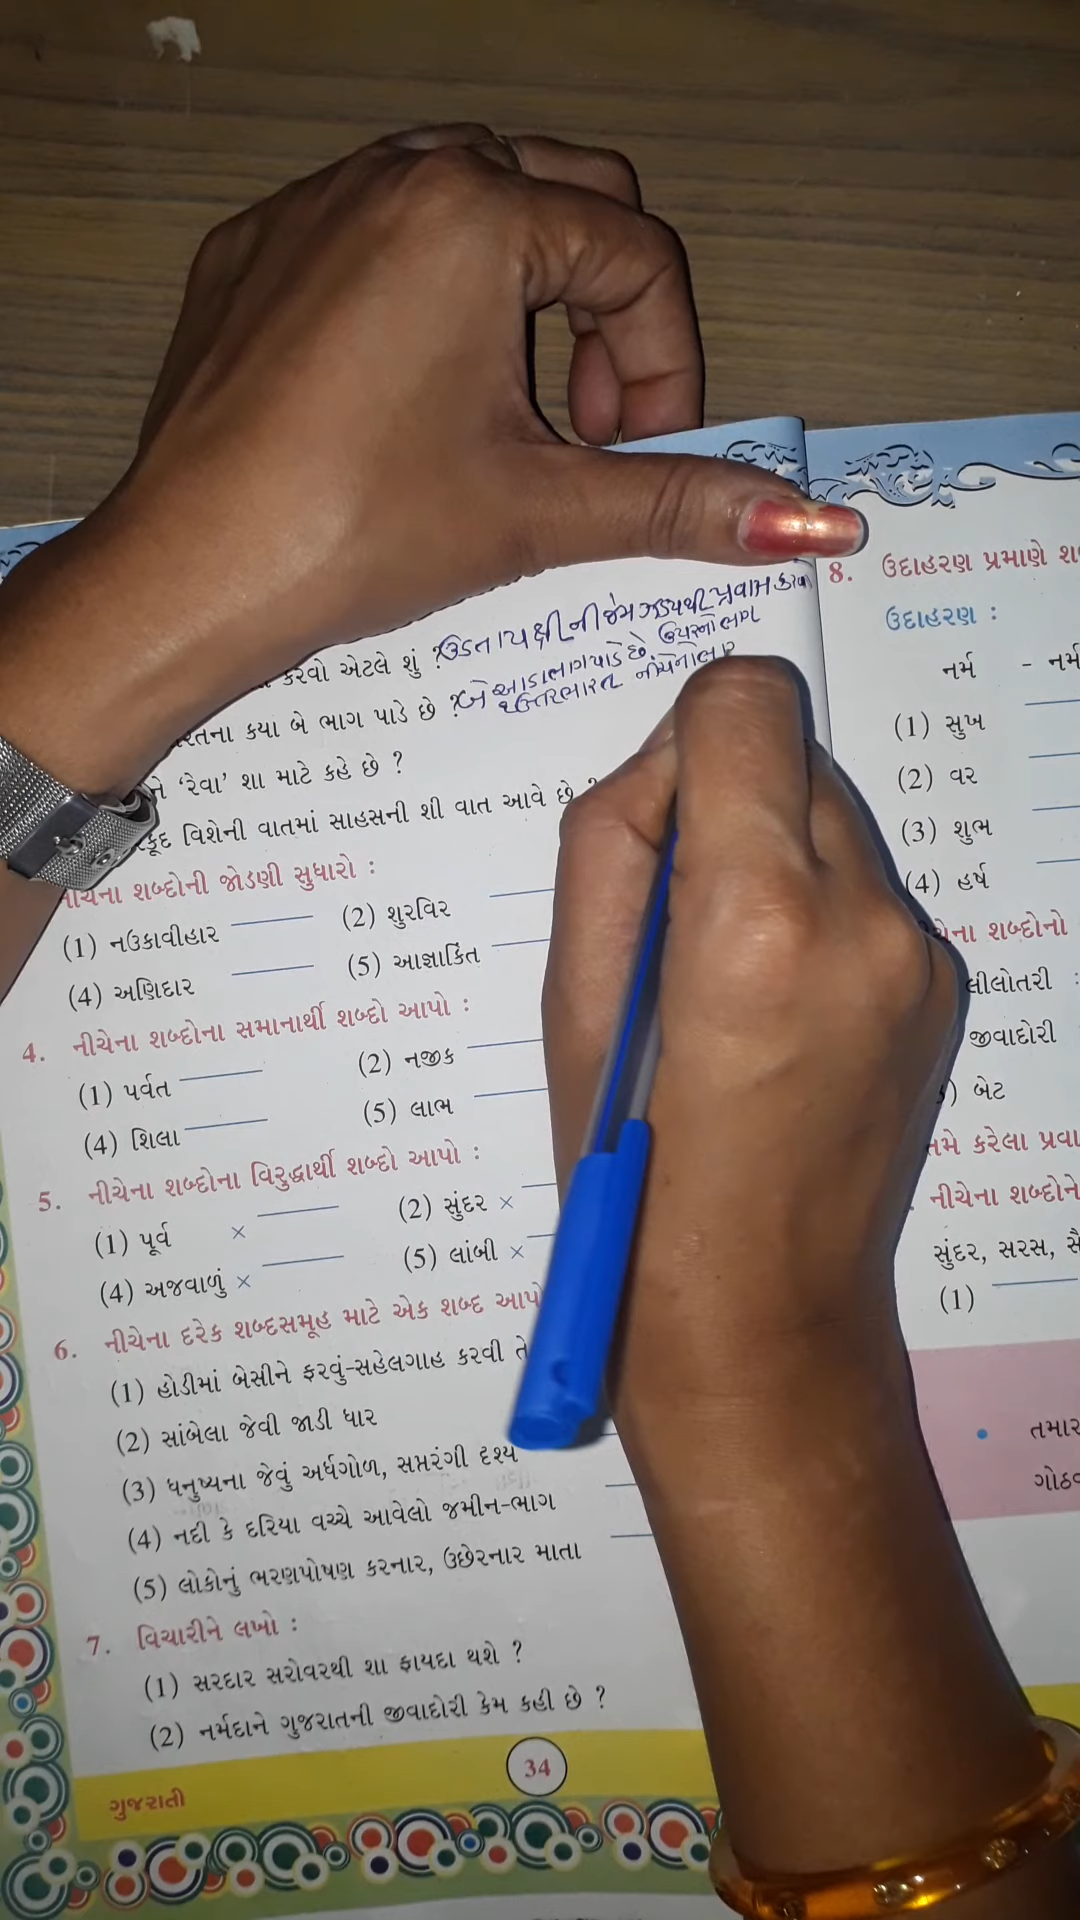 કરવો એટલે શું ? ઉડતા પક્ષીની જેમ ઝડપથી પ્રવાસ કરવો
કયા બે ભાગ પાડે છે ? બે આડા ભાગ પાડે છે. ઉપરનો ભાગ
ઉત્તર ભારત નીચેનો
'રેવા' શા માટે કહે છે ?
વિશેની વાતમાં સાહસની શી વાત આવે છે
નીચેના શબ્દોની જોડણી સુધારો :
(1) નઉકાવીહાર (2) શુરવિર
(4) અણિદાર (5) આજ્ઞાકિંત
4. નીચેના શબ્દોના સમાનાર્થી શબ્દો આપો :
(1) પર્વત (2) નજીક
(4) શિલા (5) લાભ
5. નીચેના શબ્દોના વિરુદ્ધાર્થી શબ્દો આપો :
(1) પૂર્વ × (2) સુંદર ×
(4) અજવાળું × (5) લાંબી ×
6. નીચેના દરેક શબ્દસમૂહ માટે એક શબ્દ આપો
(1) હોડીમાં બેસીને ફરવું-સહેલગાહ કરવી તે
(2) સાંબેલા જેવી જાડી ધાર
(3) ધનુષ્યના જેવું અર્ધગોળ, સપ્તરંગી દૃશ્ય
(4) નદી કે દરિયા વચ્ચે આવેલો જમીન-ભાગ
(5) લોકોનું ભરણપોષણ કરનાર, ઉછેરનાર માતા
7. વિચારીને લખો :
(1) સરદાર સરોવરથી શા ફાયદા થશે ?
(2) નર્મદાને ગુજરાતની જીવાદોરી કેમ કહી છે ?
34
ગુજરાતી
8. ઉદાહરણ પ્રમાણે
ઉદાહરણ :
નર્મ - નર્મ
(1) સુખ
(2) વર
(3) શુભ
(4) હર્ષ
શબ્દોનો
લીલોતરી :
જીવાદોરી
બેટ
તમે કરેલા
નીચેના શબ્દોને
સુંદર, સરસ,
(1)